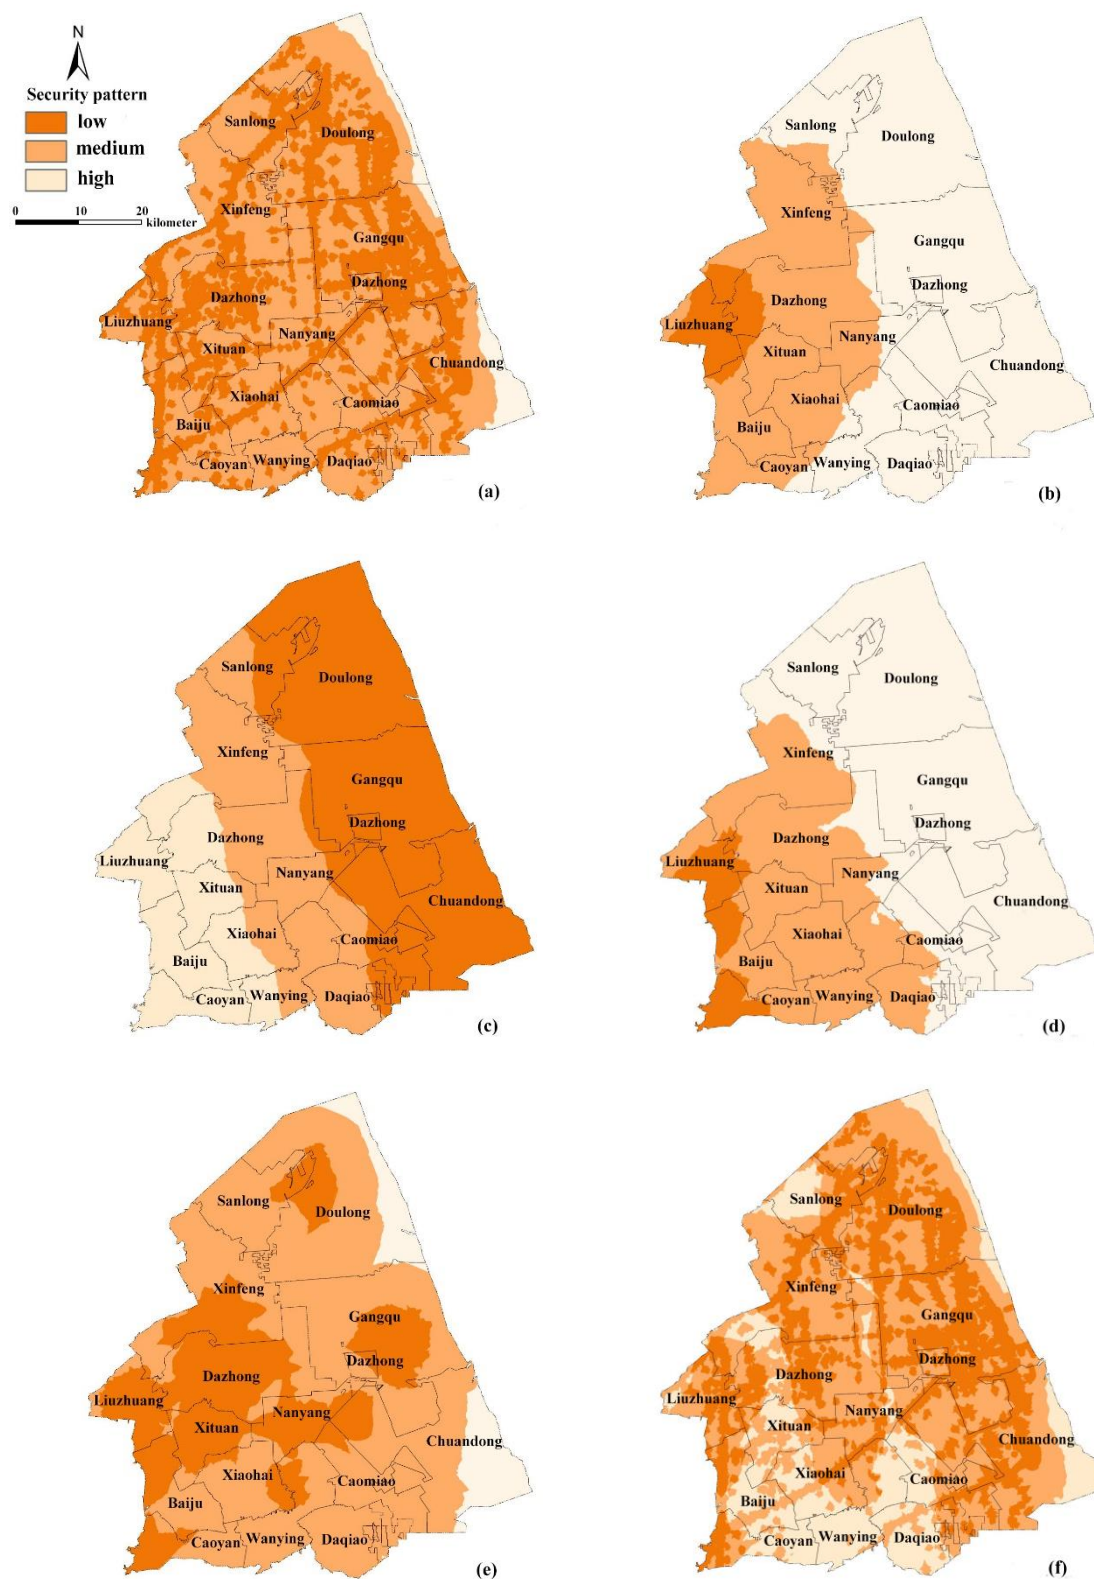 N
Security pattern
low
medium
high
0 10 20 kilometer
Sanlong
Doulong
Xinfeng
Gangqu
Dazhong
Dazhong
Liuzhuang
Nanyang
Xituan
Chuandong
Xiaohai
Caomiao
Baiju
Caoyan
Wanying
Daqiao
(a)
Sanlong
Doulong
Xinfeng
Gangqu
Dazhong
Dazhong
Liuzhuang
Nanyang
Xituan
Chuandong
Xiaohai
Caomiao
Baiju
Caoyan
Wanying
Daqiao
(b)
Sanlong
Doulong
Xinfeng
Gangqu
Dazhong
Dazhong
Liuzhuang
Nanyang
Xituan
Chuandong
Xiaohai
Caomiao
Baiju
Caoyan
Wanying
Daqiao
(c)
Sanlong
Doulong
Xinfeng
Gangqu
Dazhong
Dazhong
Liuzhuang
Nanyang
Xituan
Chuandong
Xiaohai
Caomiao
Baiju
Caoyan
Wanying
Daqiao
(d)
Sanlong
Doulong
Xinfeng
Gangqu
Dazhong
Dazhong
Liuzhuang
Nanyang
Xituan
Chuandong
Xiaohai
Caomiao
Baiju
Caoyan
Wanying
Daqiao
(e)
Sanlong
Doulong
Xinfeng
Gangqu
Dazhong
Dazhong
Liuzhuang
Nanyang
Xituan
Chuandong
Xiaohai
Caomiao
Baiju
Caoyan
Wanying
Daqiao
(f)